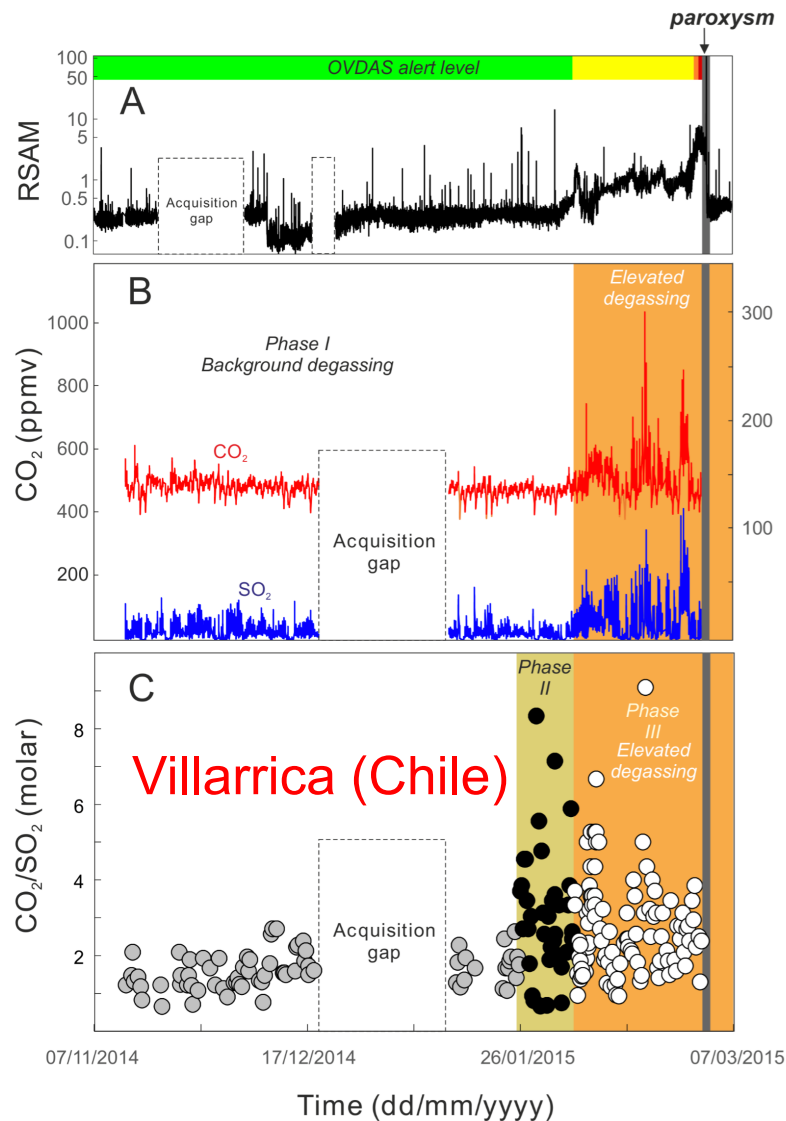 paroxysm
OVDAS alert level
A
100
50
10
5
1
0.5
0.1
RSAM
Acquisition
gap
B
Elevated
degassing
Phase I
Background degassing
1000
800
600
400
200
CO₂ (ppmv)
300
200
100
CO₂
SO₂
Acquisition
gap
C
Phase
II
Phase
III
Elevated
degassing
Villarrica (Chile)
8
6
4
2
CO₂/SO₂ (molar)
Acquisition
gap
07/11/2014
17/12/2014
26/01/2015
07/03/2015
Time (dd/mm/yyyy)